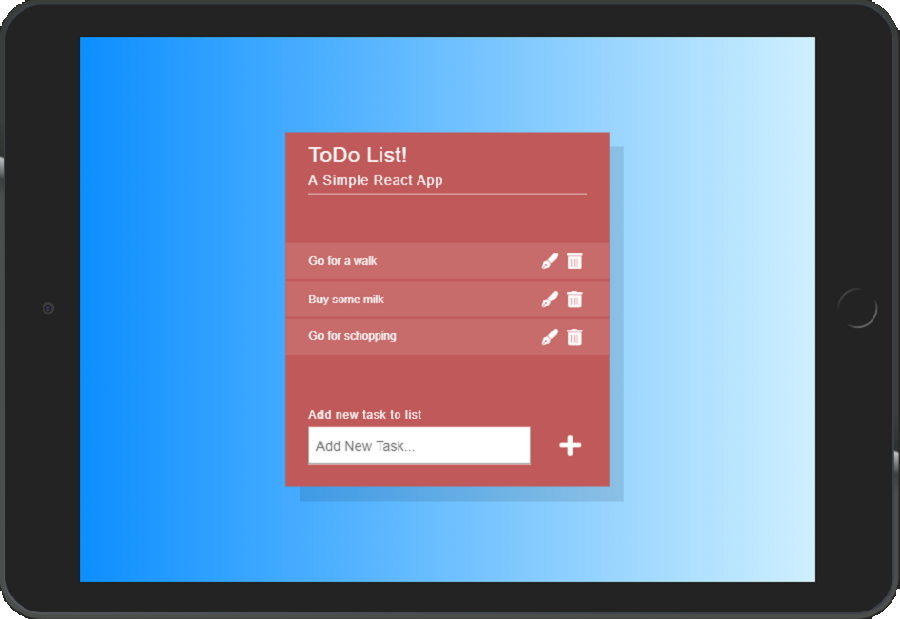 ToDo List!
A Simple React App
Go for a walk
Buy some milk
Go for schopping
Add new task to list
Add New Task...